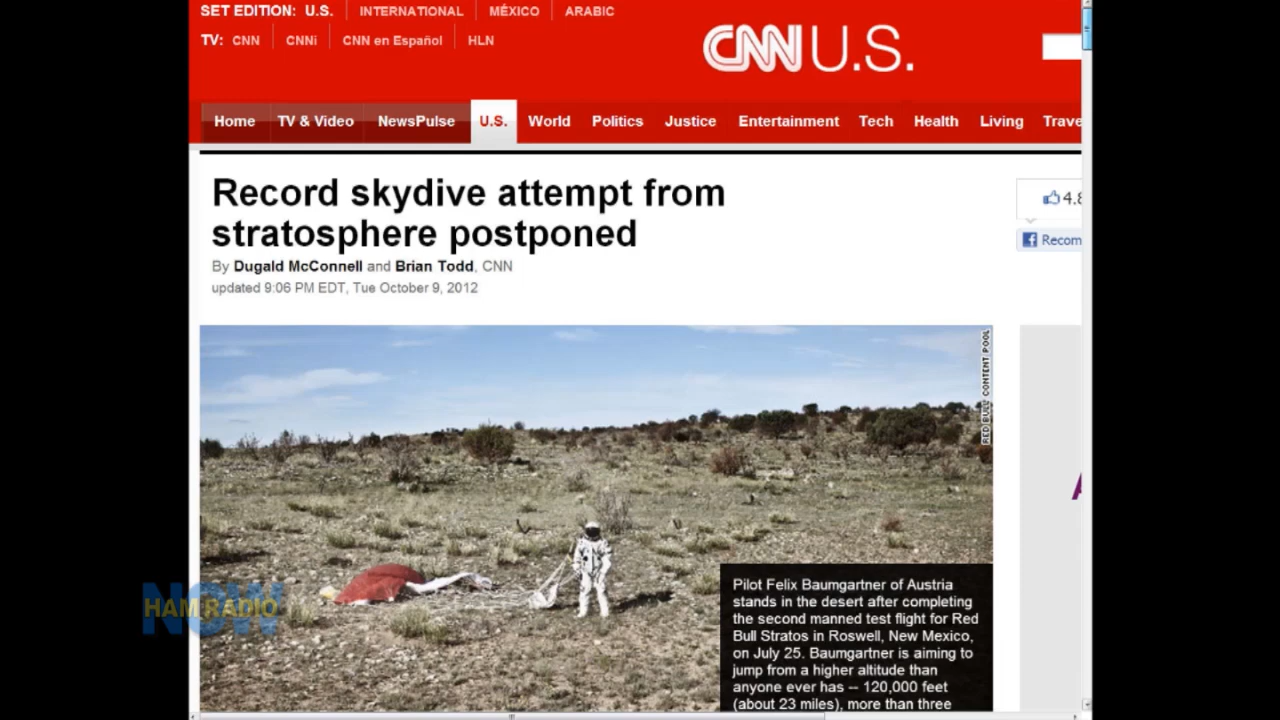 SET EDITION: U.S. INTERNATIONAL MÉXICO ARABIC
TV: CNN CNNi CNN en Español HLN
CNN U.S.
Home TV & Video NewsPulse U.S. World Politics Justice Entertainment Tech Health Living Trave
Record skydive attempt from
stratosphere postponed
By Dugald McConnell and Brian Todd, CNN
updated 9:06 PM EDT, Tue October 9, 2012
4.8
Recom
RED BULL CONTENT POOL
Pilot Felix Baumgartner of Austria
stands in the desert after completing
the second manned test flight for Red
Bull Stratos in Roswell, New Mexico,
on July 25. Baumgartner is aiming to
jump from a higher altitude than
anyone ever has -- 120,000 feet
(about 23 miles), more than three
NOW
HAM RADIO